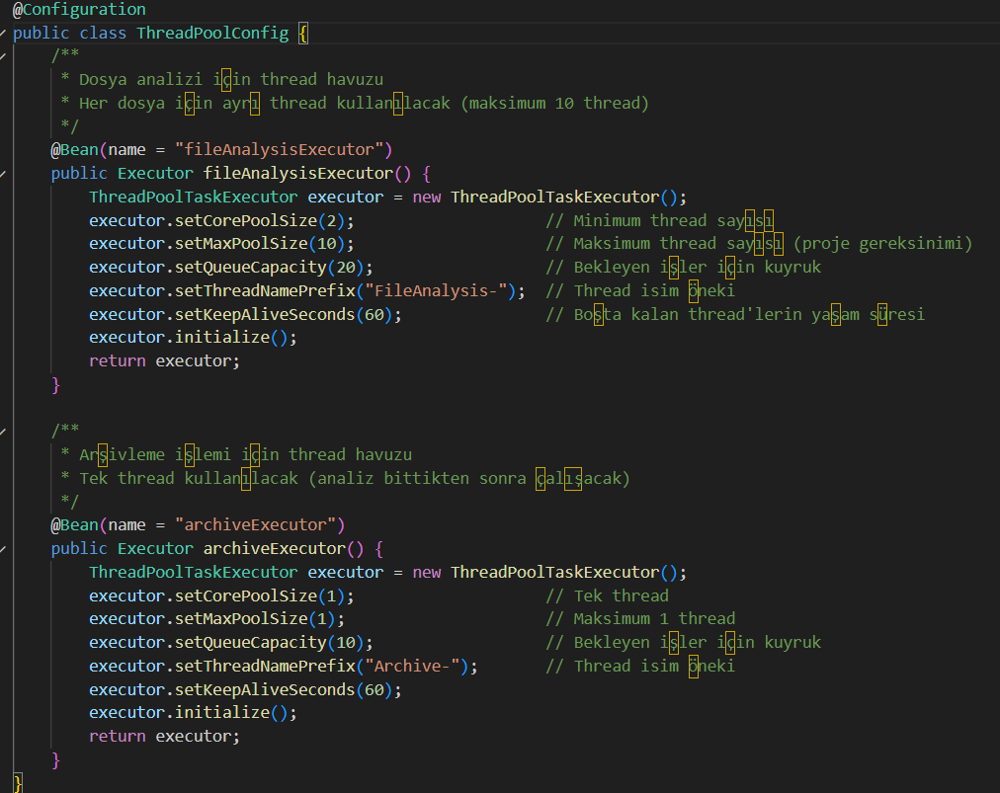 @Configuration
public class ThreadPoolConfig {
    /**
     * Dosya analizi için thread havuzu
     * Her dosya için ayrı thread kullanılacak (maksimum 10 thread)
     */
    @Bean(name = "fileAnalysisExecutor")
    public Executor fileAnalysisExecutor() {
        ThreadPoolTaskExecutor executor = new ThreadPoolTaskExecutor();
        executor.setCorePoolSize(2);                    // Minimum thread sayısı
        executor.setMaxPoolSize(10);                    // Maksimum thread sayısı (proje gereksinimi)
        executor.setQueueCapacity(20);                  // Bekleyen işler için kuyruk
        executor.setThreadNamePrefix("FileAnalysis-");  // Thread isim öneki
        executor.setKeepAliveSeconds(60);               // Boşta kalan thread'lerin yaşam süresi
        executor.initialize();
        return executor;
    }

    /**
     * Arşivleme işlemi için thread havuzu
     * Tek thread kullanılacak (analiz bittikten sonra çalışacak)
     */
    @Bean(name = "archiveExecutor")
    public Executor archiveExecutor() {
        ThreadPoolTaskExecutor executor = new ThreadPoolTaskExecutor();
        executor.setCorePoolSize(1);                    // Tek thread
        executor.setMaxPoolSize(1);                     // Maksimum 1 thread
        executor.setQueueCapacity(10);                  // Bekleyen işler için kuyruk
        executor.setThreadNamePrefix("Archive-");       // Thread isim öneki
        executor.setKeepAliveSeconds(60);
        executor.initialize();
        return executor;
    }
}